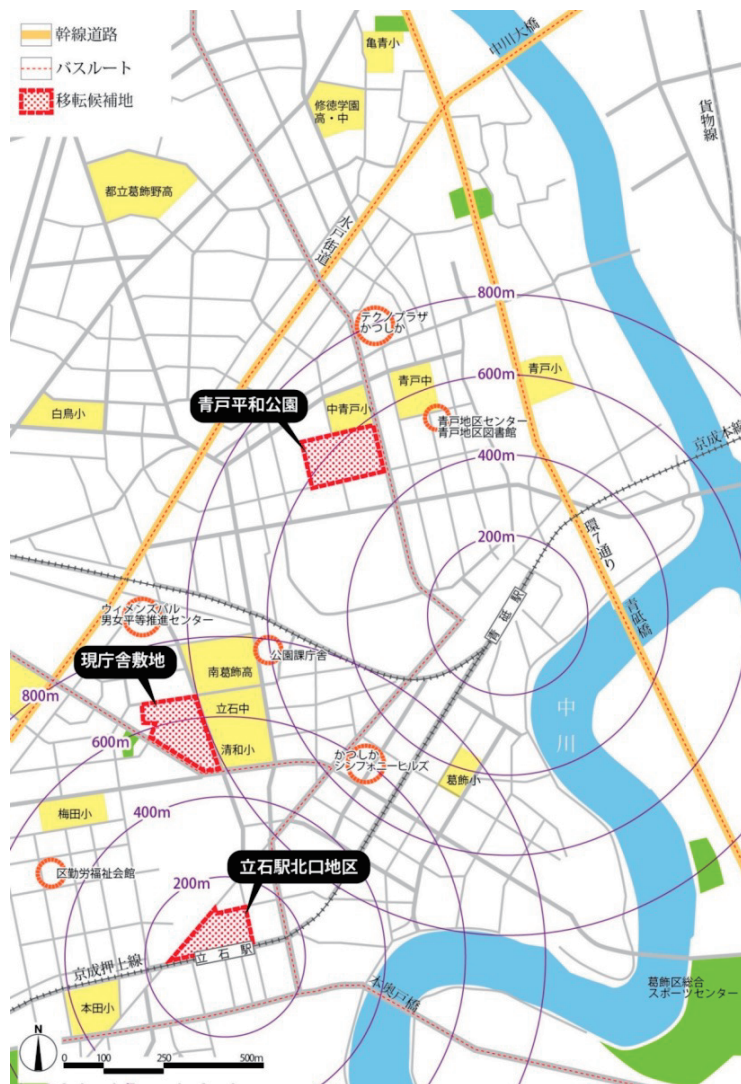 幹線道路
バスルート
移転候補地
亀青小
中川大橋
修徳学園
高・中
貨物線
都立葛飾野高
水戸街道
800m
テクノプラザ
かつしか
600m
青戸小
青戸中
中青戸小
白鳥小
青戸平和公園
青戸地区センター
青戸地区図書館
京成本線
400m
200m
環7通り
青砥駅
青砥橋
ウィメンズパル
男女平等推進センター
公園課庁舎
現庁舎敷地
南葛飾高
800m
立石中
中川
600m
清和小
かつしか
シンフォニーヒルズ
葛飾小
400m
梅田小
区勤労福祉会館
200m
立石駅北口地区
京成押上線
立石駅
本田小
本奥戸橋
葛飾区総合
スポーツセンター
N
0 100 250 500m